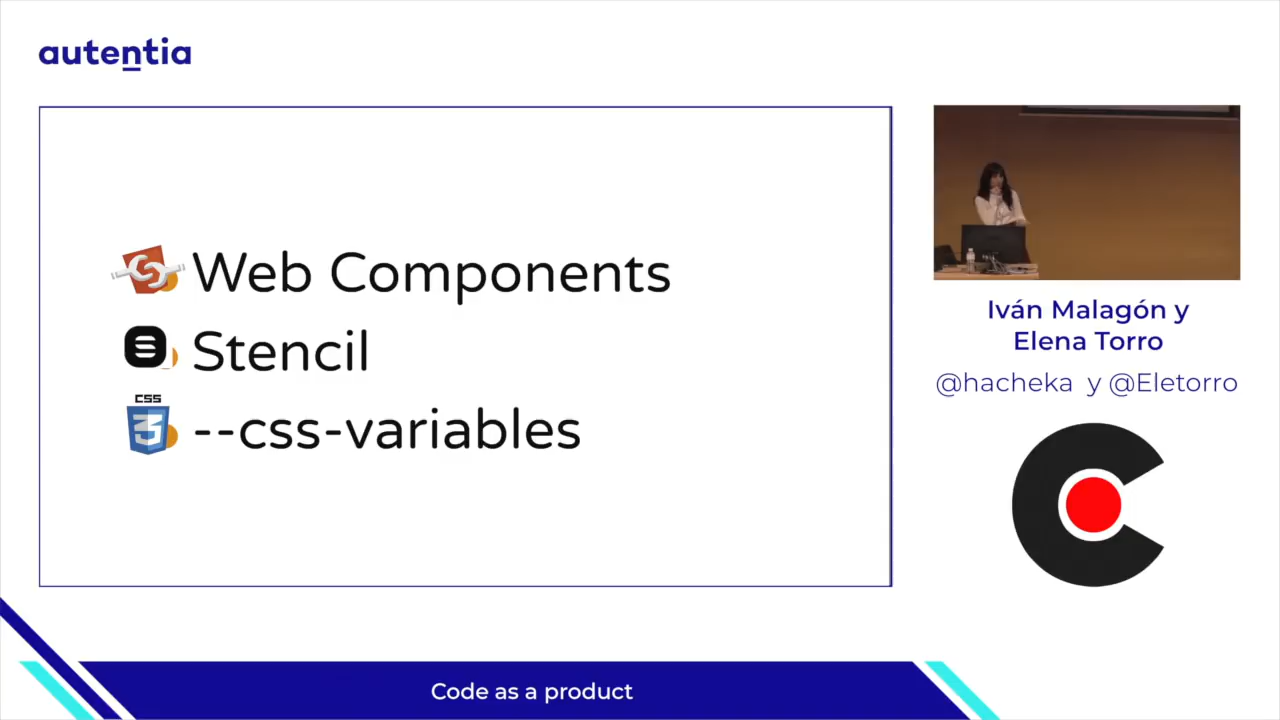 autentia
Web Components
Stencil
CSS
--css-variables
Iván Malagón y
Elena Torro
@hacheka y @Eletorro
Code as a product